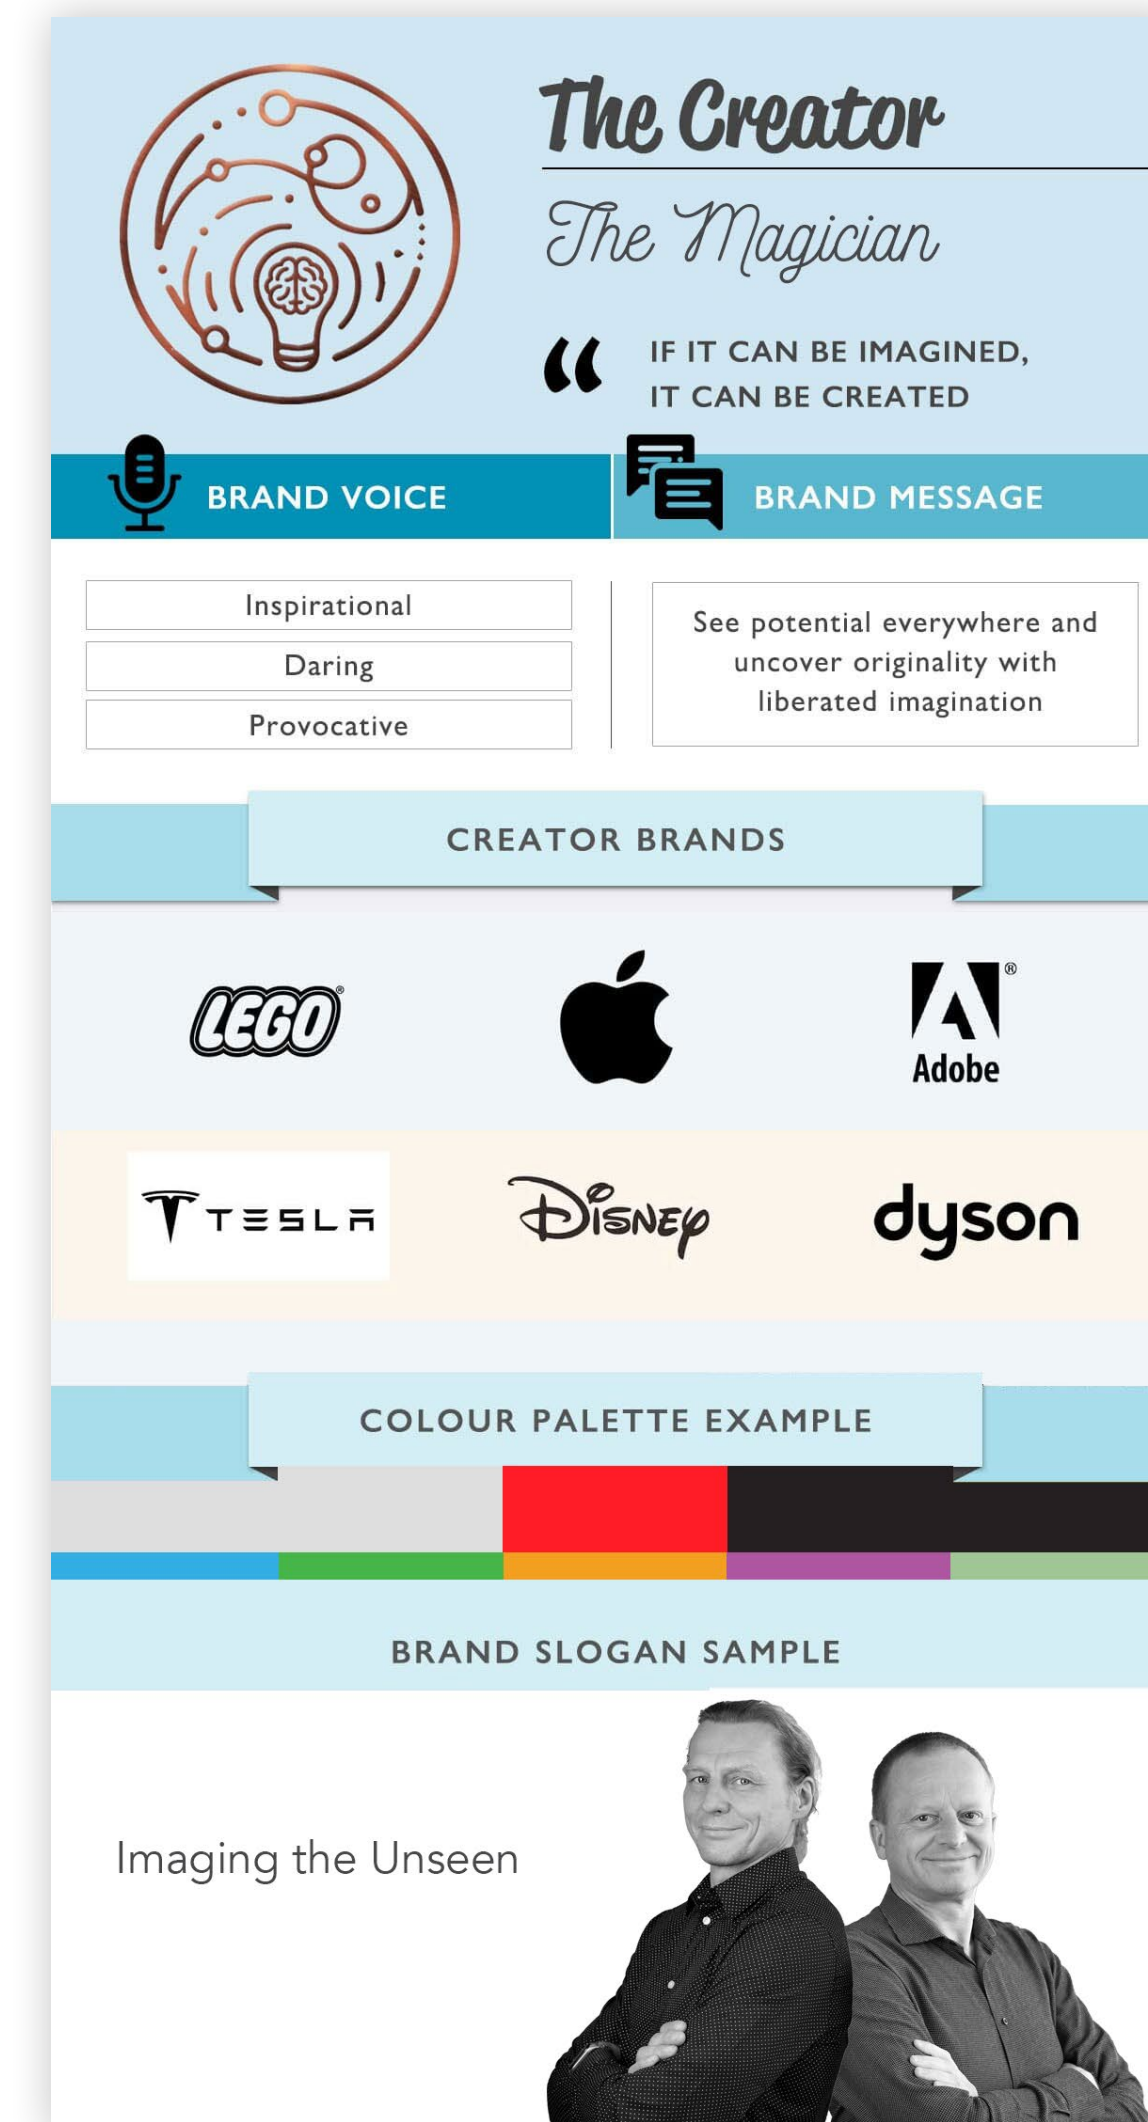 The Creator
The Magician
“ IF IT CAN BE IMAGINED,
IT CAN BE CREATED
BRAND VOICE
BRAND MESSAGE
Inspirational
Daring
Provocative
See potential everywhere and
uncover originality with
liberated imagination
CREATOR BRANDS
LEGO®
Adobe®
TESLA
Disney
dyson
COLOUR PALETTE EXAMPLE
BRAND SLOGAN SAMPLE
Imaging the Unseen